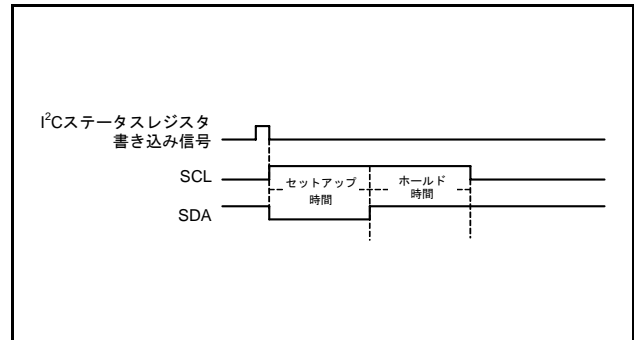 I²Cステータスレジスタ
書き込み信号
SCL
セットアップ
時間
ホールド
時間
SDA